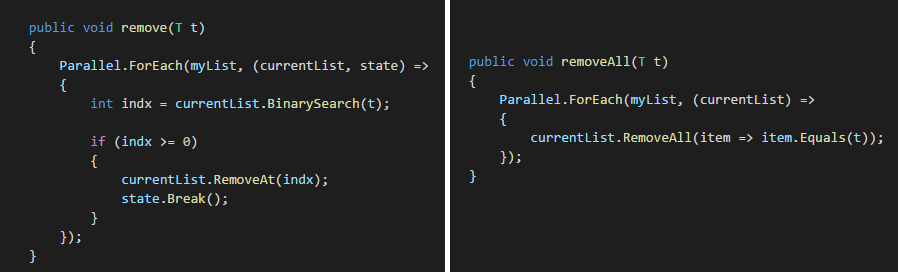 public void remove(T t)
{
    Parallel.ForEach(myList, (currentList, state) =>
    {
        int indx = currentList.BinarySearch(t);

        if (indx >= 0)
        {
            currentList.RemoveAt(indx);
            state.Break();
        }
    });
}
public void removeAll(T t)
{
    Parallel.ForEach(myList, (currentList) =>
    {
        currentList.RemoveAll(item => item.Equals(t));
    });
}